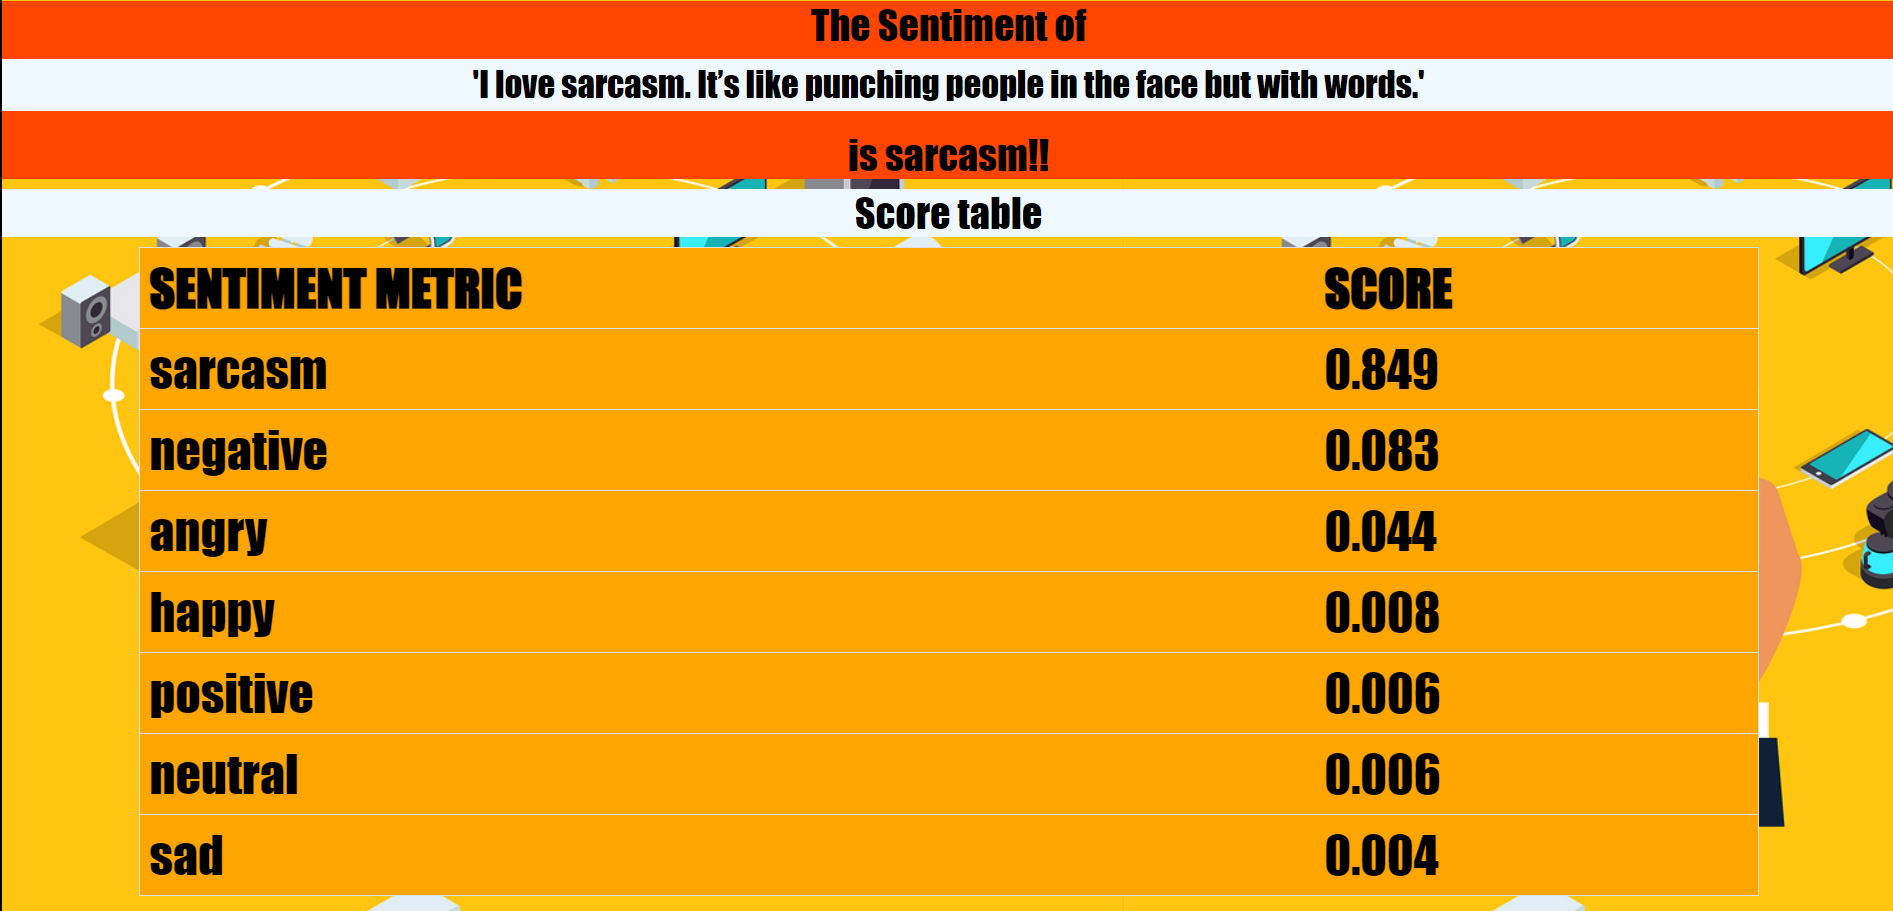 The Sentiment of
'I love sarcasm. It’s like punching people in the face but with words.'
is sarcasm!!
Score table
SENTIMENT METRIC SCORE
sarcasm 0.849
negative 0.083
angry 0.044
happy 0.008
positive 0.006
neutral 0.006
sad 0.004